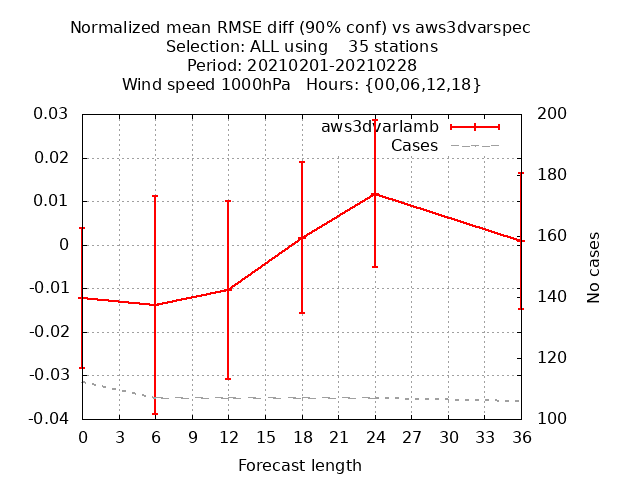 Normalized mean RMSE diff (90% conf) vs aws3dvarspec
Selection: ALL using    35 stations
Period: 20210201-20210228
Wind speed 1000hPa   Hours: {00,06,12,18}
aws3dvarlamb
Cases
0.03
0.02
0.01
0
-0.01
-0.02
-0.03
-0.04
200
180
160
140
120
100
No cases
0 3 6 9 12 15 18 21 24 27 30 33 36
Forecast length